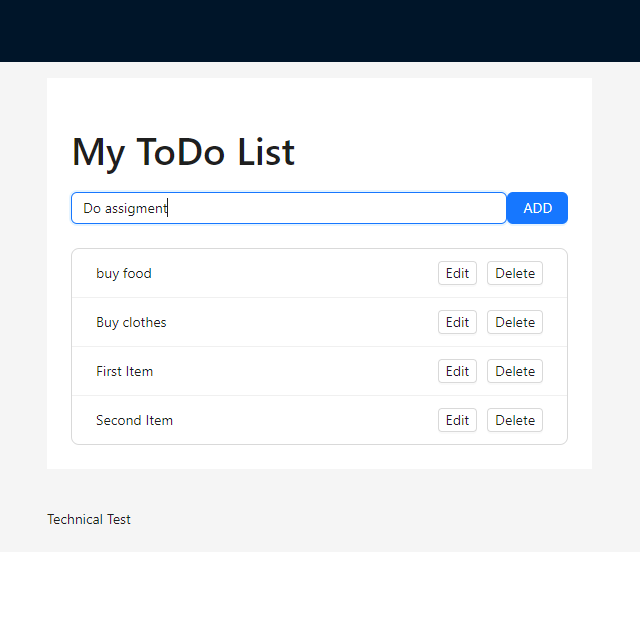 My ToDo List
Do assigment ADD
buy food Edit Delete
Buy clothes Edit Delete
First Item Edit Delete
Second Item Edit Delete
Technical Test